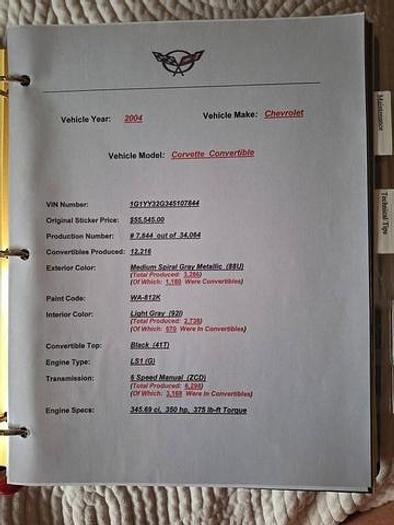 Vehicle Year: 2004 Vehicle Make: Chevrolet
Vehicle Model: Corvette Convertible
VIN Number: 1G1YY32G345107844
Original Sticker Price: $55,545.00
Production Number: # 7,844 out of 34,064
Convertibles Produced: 12,216
Exterior Color: Medium Spiral Gray Metallic (88U)
(Total Produced: 3,286)
(Of Which: 1,180 Were Convertibles)
Paint Code: WA-812K
Interior Color: Light Gray (92I)
(Total Produced: 2,738)
(Of Which: 670 Were In Convertibles)
Convertible Top: Black (41T)
Engine Type: LS1 (G)
Transmission: 6 Speed Manual (ZCD)
(Total Produced: 6,298)
(Of Which: 3,168 Were In Convertibles)
Engine Specs: 345.69 ci, 350 hp, 375 lb-ft Torque
Maintenance
Technical Tips